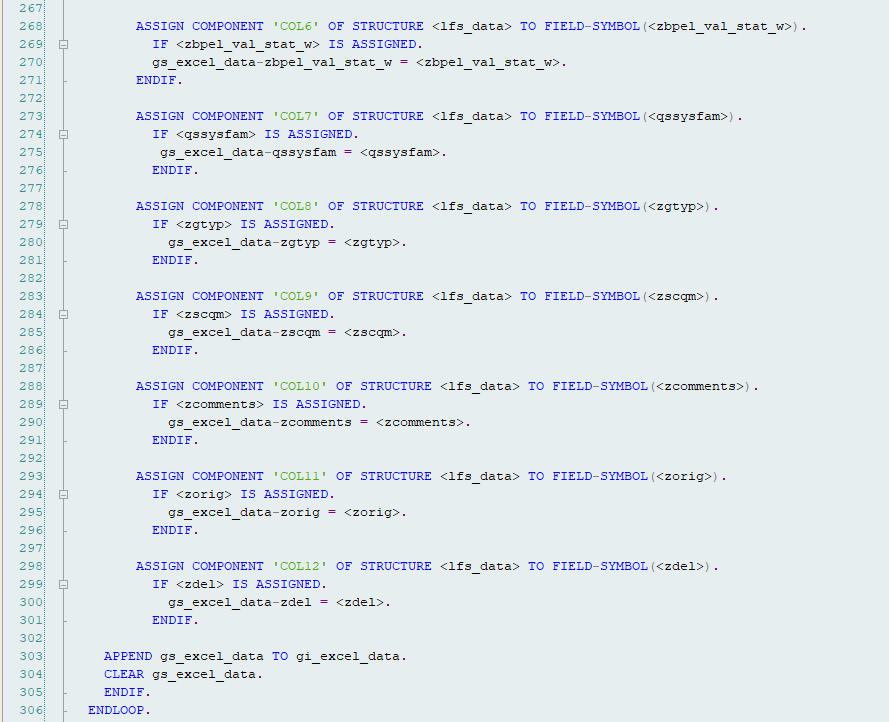 267
268 ASSIGN COMPONENT 'COL6' OF STRUCTURE <lfs_data> TO FIELD-SYMBOL(<zbpel_val_stat_w>).
269 IF <zbpel_val_stat_w> IS ASSIGNED.
270 gs_excel_data-zbpel_val_stat_w = <zbpel_val_stat_w>.
271 ENDIF.
272
273 ASSIGN COMPONENT 'COL7' OF STRUCTURE <lfs_data> TO FIELD-SYMBOL(<qssysfam>).
274 IF <qssysfam> IS ASSIGNED.
275 gs_excel_data-qssysfam = <qssysfam>.
276 ENDIF.
277
278 ASSIGN COMPONENT 'COL8' OF STRUCTURE <lfs_data> TO FIELD-SYMBOL(<zgtyp>).
279 IF <zgtyp> IS ASSIGNED.
280 gs_excel_data-zgtyp = <zgtyp>.
281 ENDIF.
282
283 ASSIGN COMPONENT 'COL9' OF STRUCTURE <lfs_data> TO FIELD-SYMBOL(<zscqm>).
284 IF <zscqm> IS ASSIGNED.
285 gs_excel_data-zscqm = <zscqm>.
286 ENDIF.
287
288 ASSIGN COMPONENT 'COL10' OF STRUCTURE <lfs_data> TO FIELD-SYMBOL(<zcomments>).
289 IF <zcomments> IS ASSIGNED.
290 gs_excel_data-zcomments = <zcomments>.
291 ENDIF.
292
293 ASSIGN COMPONENT 'COL11' OF STRUCTURE <lfs_data> TO FIELD-SYMBOL(<zorig>).
294 IF <zorig> IS ASSIGNED.
295 gs_excel_data-zorig = <zorig>.
296 ENDIF.
297
298 ASSIGN COMPONENT 'COL12' OF STRUCTURE <lfs_data> TO FIELD-SYMBOL(<zdel>).
299 IF <zdel> IS ASSIGNED.
300 gs_excel_data-zdel = <zdel>.
301 ENDIF.
302
303 APPEND gs_excel_data TO gi_excel_data.
304 CLEAR gs_excel_data.
305 ENDIF.
306 ENDLOOP.